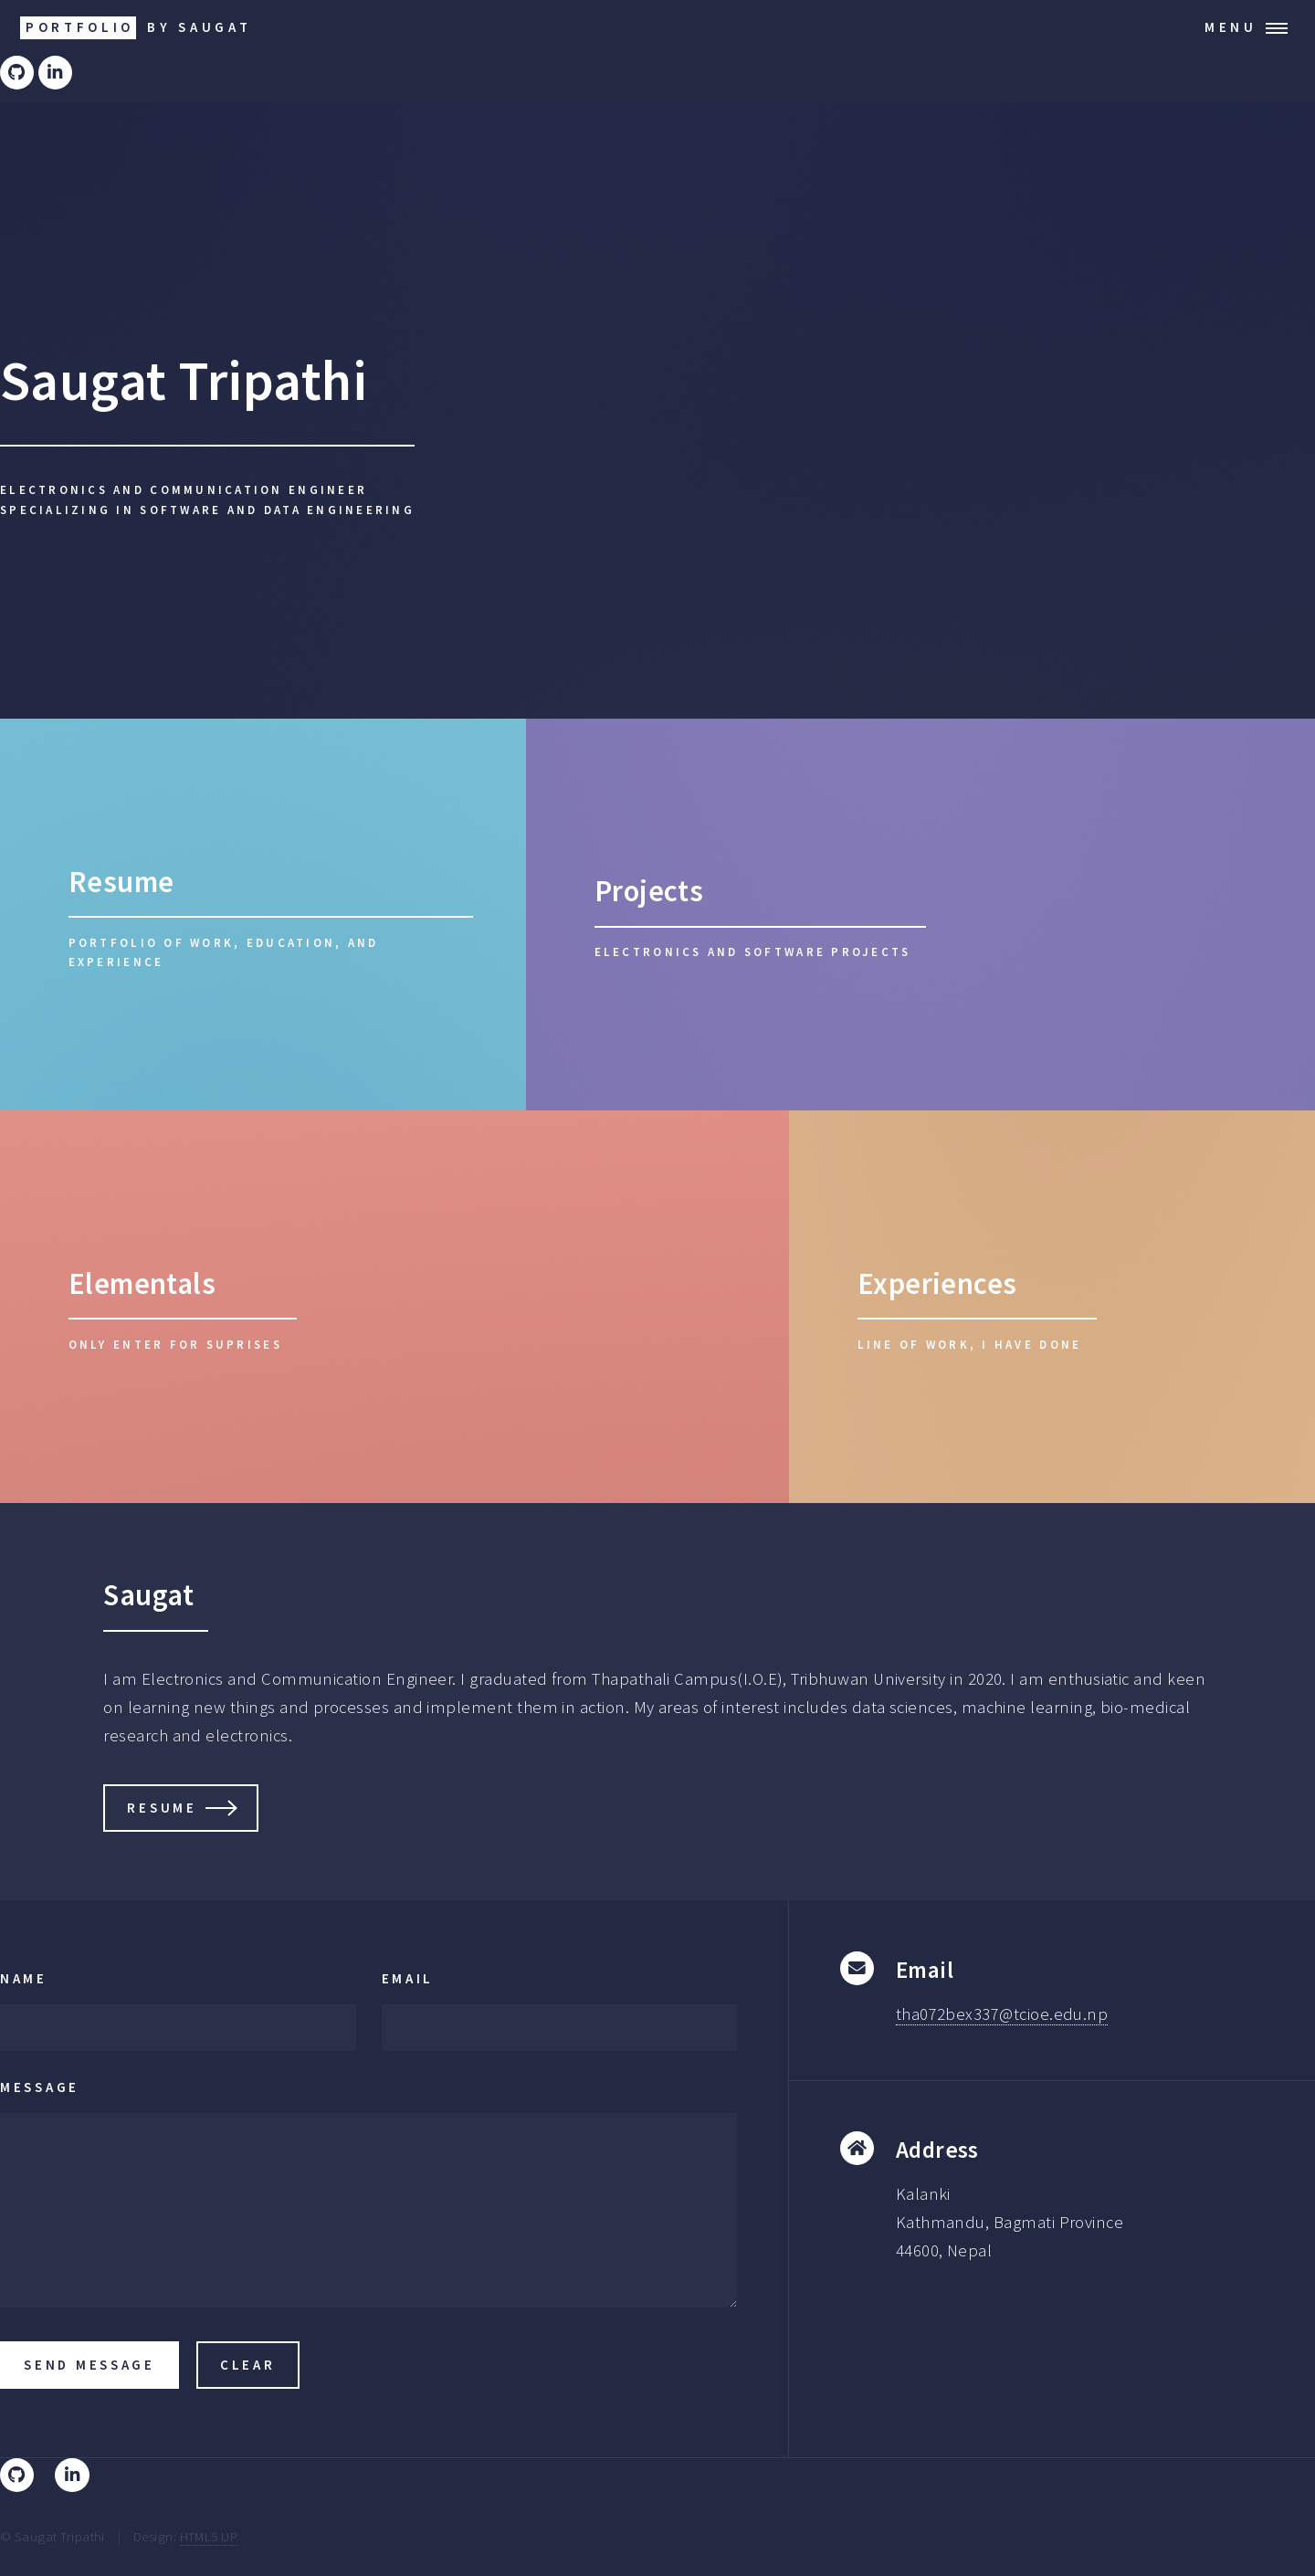 PORTFOLIO BY SAUGAT
MENU
Saugat Tripathi
ELECTRONICS AND COMMUNICATION ENGINEER
SPECIALIZING IN SOFTWARE AND DATA ENGINEERING
Resume
PORTFOLIO OF WORK, EDUCATION, AND
EXPERIENCE
Projects
ELECTRONICS AND SOFTWARE PROJECTS
Elementals
ONLY ENTER FOR SUPRISES
Experiences
LINE OF WORK, I HAVE DONE
Saugat
I am Electronics and Communication Engineer. I graduated from Thapathali Campus(I.O.E), Tribhuwan University in 2020. I am enthusiatic and keen
on learning new things and processes and implement them in action. My areas of interest includes data sciences, machine learning, bio-medical
research and electronics.
RESUME
NAME
EMAIL
MESSAGE
SEND MESSAGE
CLEAR
Email
tha072bex337@tcioe.edu.np
Address
Kalanki
Kathmandu, Bagmati Province
44600, Nepal
© Saugat Tripathi
Design: HTML5 UP